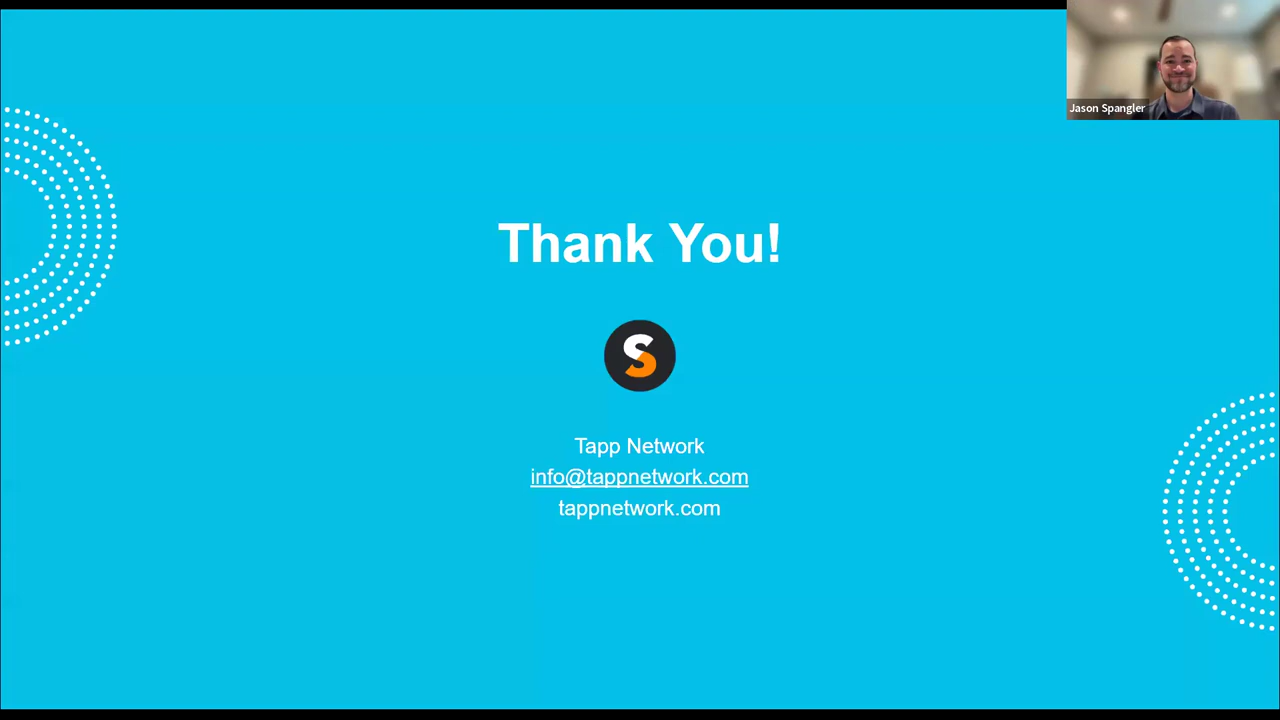 Jason Spangler
Thank You!
S
Tapp Network
info@tappnetwork.com
tappnetwork.com